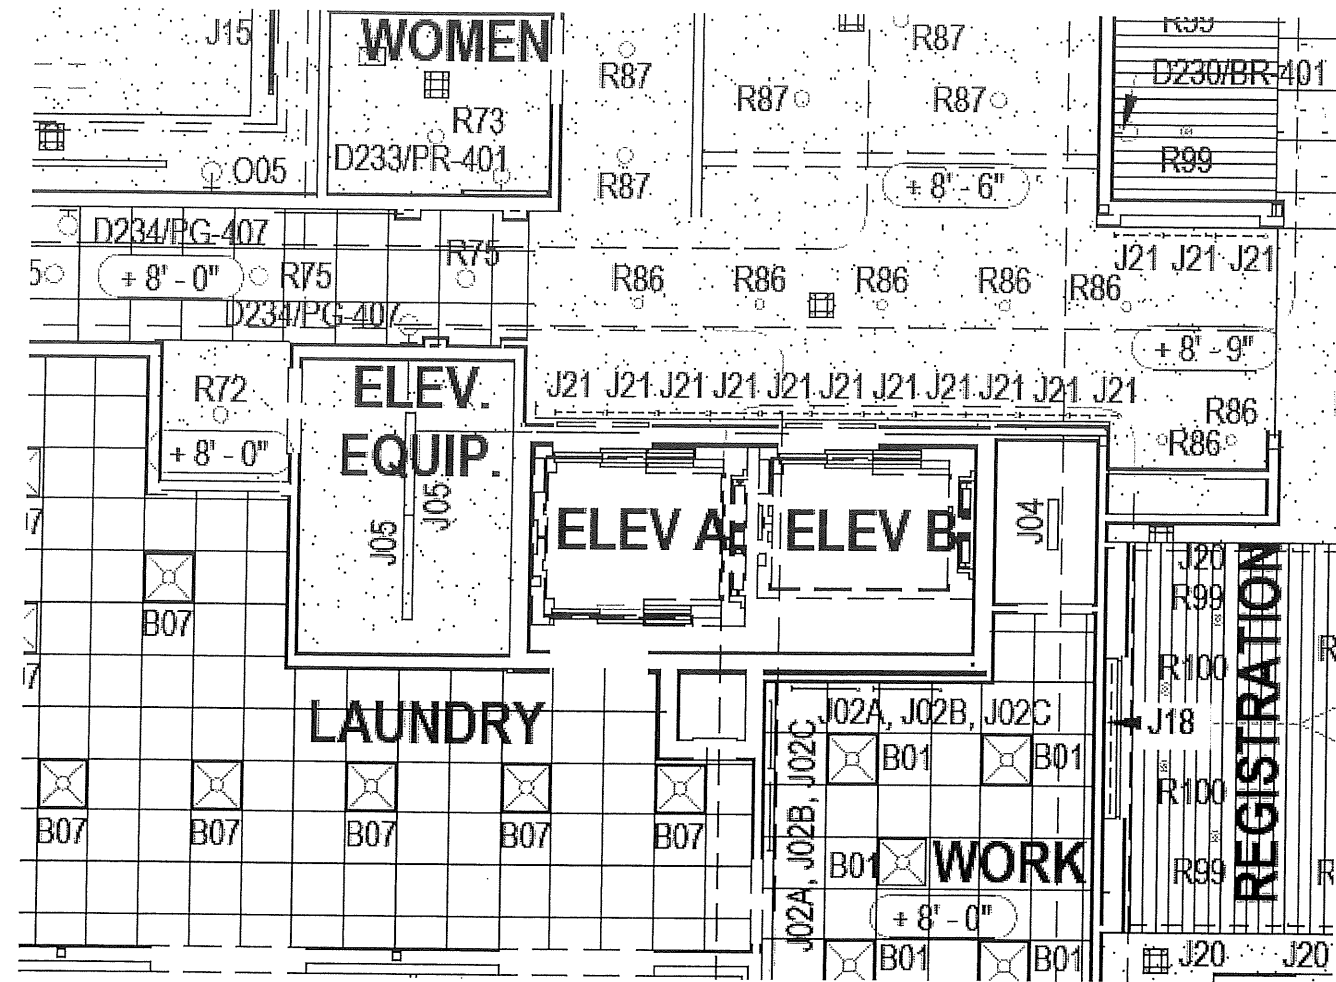 R99
J15
WOMEN
R87
R87
D230/BR-401
R87
R87
R73
D233/PR-401
R99
O05
R87
+ 8' - 6"
D234/PG-407
R75
J21 J21 J21
+ 8' - 0"
R75
R86 R86 R86 R86 R86
D234/PG-407
+ 8' - 9"
R72
ELEV.
J21 J21 J21 J21 J21 J21 J21 J21 J21 J21 J21
R86
+ 8' - 0"
EQUIP.
R86
J05
J05
ELEV A
ELEV B
J04
J20
R99
B07
REGISTRATION
R100
LAUNDRY
J02A, J02B, J02C
J18
J02A, J02B, J02C
B01
B01
R100
B07 B07 B07 B07 B07
B01
WORK
R99
+ 8' - 0"
B01
B01
J20 J20